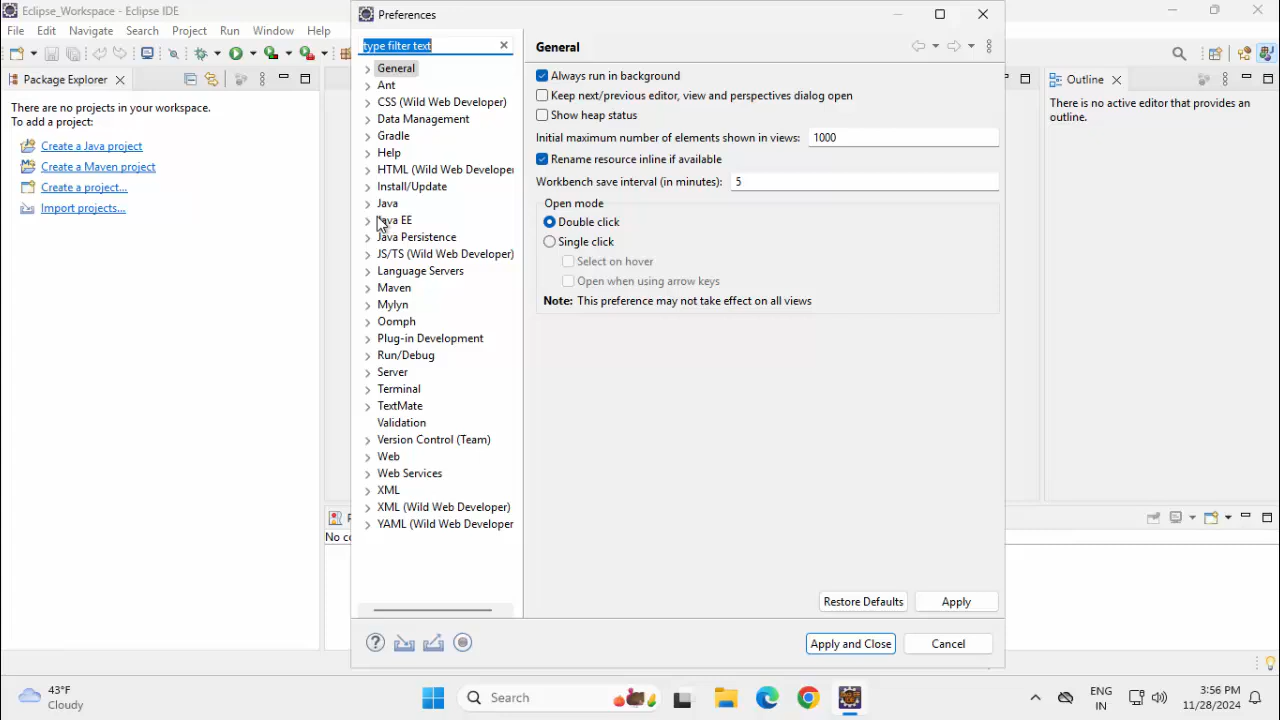 Eclipse_Workspace - Eclipse IDE
File Edit Navigate Search Project Run Window Help
Package Explorer
There are no projects in your workspace.
To add a project:
Create a Java project
Create a Maven project
Create a project...
Import projects...
Preferences
type filter text
General
Ant
CSS (Wild Web Developer)
Data Management
Gradle
Help
HTML (Wild Web Develope
Install/Update
Java
Java EE
Java Persistence
JS/TS (Wild Web Developer)
Language Servers
Maven
Mylyn
Oomph
Plug-in Development
Run/Debug
Server
Terminal
TextMate
Validation
Version Control (Team)
Web
Web Services
XML
XML (Wild Web Developer)
YAML (Wild Web Developer
General
Always run in background
Keep next/previous editor, view and perspectives dialog open
Show heap status
Initial maximum number of elements shown in views: 1000
Rename resource inline if available
Workbench save interval (in minutes): 5
Open mode
Double click
Single click
Select on hover
Open when using arrow keys
Note: This preference may not take effect on all views
Restore Defaults Apply
Apply and Close Cancel
Outline
There is no active editor that provides an
outline.
No co
43°F
Cloudy
Search
ENG
IN
3:56 PM
11/28/2024